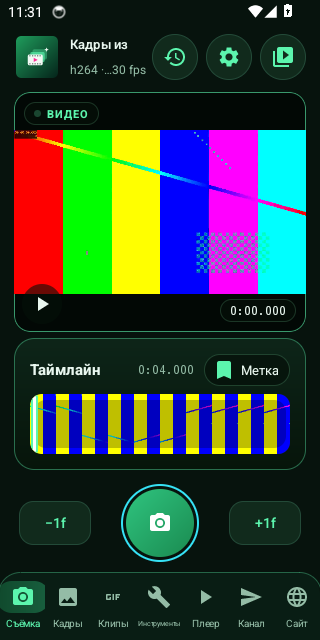 11:31
Кадры из
h264 ·…30 fps
ВИДЕО
0:00.000
Таймлайн
0:04.000
Метка
−1f
+1f
GIF
Съёмка
Кадры
Клипы
Инструменты
Плеер
Канал
Сайт